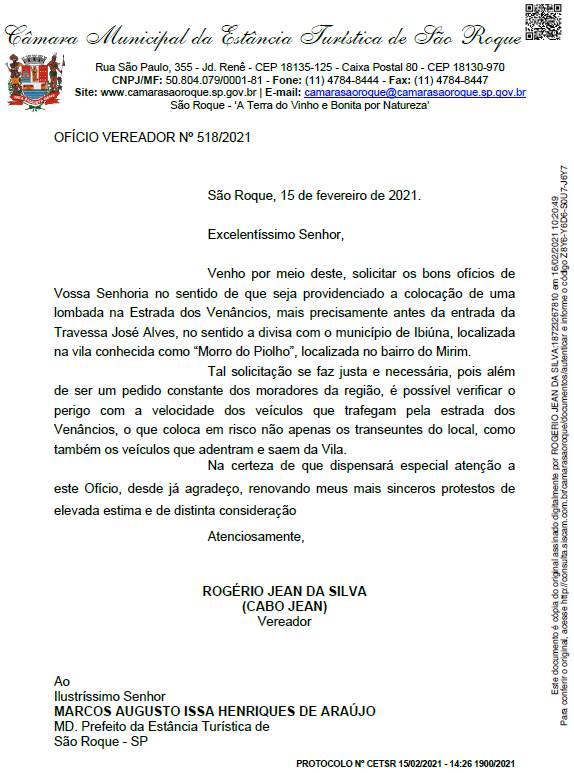 Câmara Municipal da Estância Turística de São Roque
Rua São Paulo, 355 - Jd. Renê - CEP 18135-125 - Caixa Postal 80 - CEP 18130-970
CNPJ/MF: 50.804.079/0001-81 - Fone: (11) 4784-8444 - Fax: (11) 4784-8447
Site: www.camarasaoroque.sp.gov.br | E-mail: camarasaoroque@camarasaoroque.sp.gov.br
São Roque - 'A Terra do Vinho e Bonita por Natureza'
OFÍCIO VEREADOR Nº 518/2021
São Roque, 15 de fevereiro de 2021.
Excelentíssimo Senhor,
Venho por meio deste, solicitar os bons ofícios de
Vossa Senhoria no sentido de que seja providenciado a colocação de uma
lombada na Estrada dos Venâncios, mais precisamente antes da entrada da
Travessa José Alves, no sentido a divisa com o município de Ibiúna, localizada
na vila conhecida como “Morro do Piolho”, localizada no bairro do Mirim.
Tal solicitação se faz justa e necessária, pois além
de ser um pedido constante dos moradores da região, é possível verificar o
perigo com a velocidade dos veículos que trafegam pela estrada dos
Venâncios, o que coloca em risco não apenas os transeuntes do local, como
também os veículos que adentram e saem da Vila.
Na certeza de que dispensará especial atenção a
este Ofício, desde já agradeço, renovando meus mais sinceros protestos de
elevada estima e de distinta consideração
Atenciosamente,
ROGÉRIO JEAN DA SILVA
(CABO JEAN)
Vereador
Ao
Ilustríssimo Senhor
MARCOS AUGUSTO ISSA HENRIQUES DE ARAÚJO
MD. Prefeito da Estância Turística de
São Roque - SP
PROTOCOLO Nº CETSR 15/02/2021 - 14:26 1900/2021
Este documento é cópia do original assinado digitalmente por ROGERIO JEAN DA SILVA:18723267810 em 16/02/2021 10:20:49
Para conferir o original, acesse http://consulta.siscam.com.br/camarasaoroque/documentos/autenticar e informe o código Z8Y6-Y6D6-S0U7-J6Y7